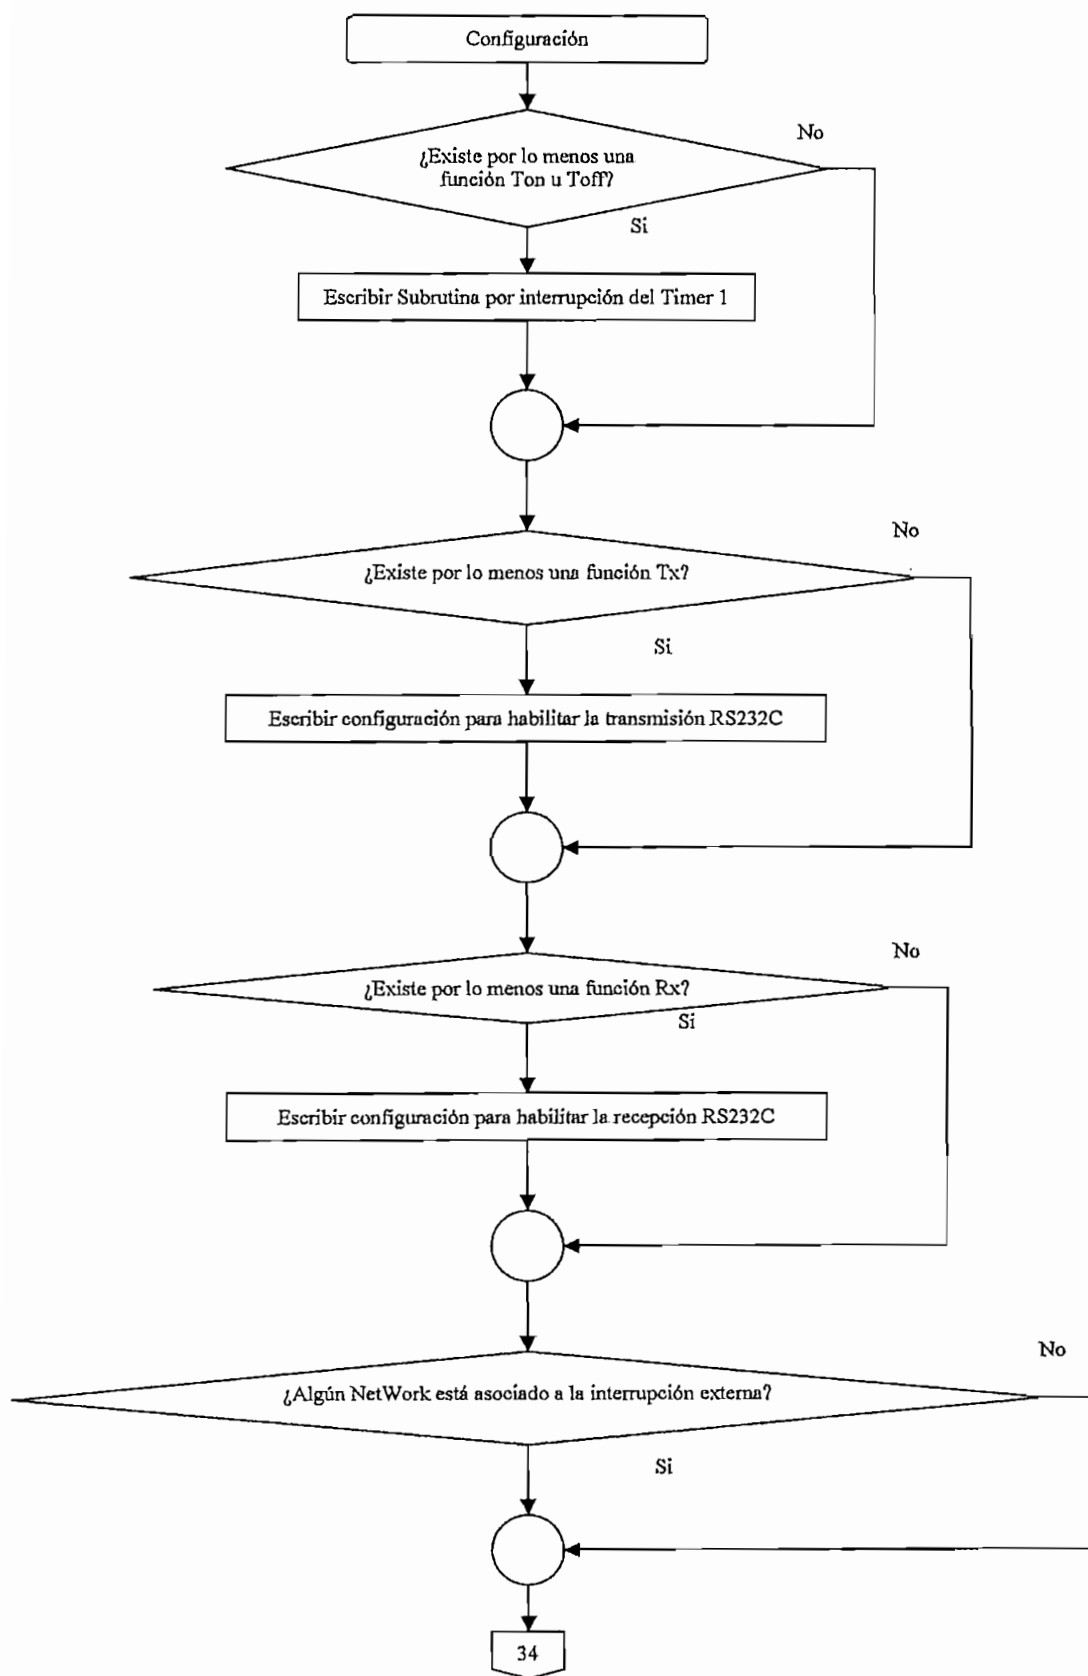 Configuración
No
¿Existe por lo menos una
función Ton u Toff?
Si
Escribir Subrutina por interrupción del Timer 1
No
¿Existe por lo menos una función Tx?
Si
Escribir configuración para habilitar la transmisión RS232C
No
¿Existe por lo menos una función Rx?
Si
Escribir configuración para habilitar la recepción RS232C
No
¿Algún NetWork está asociado a la interrupción externa?
Si
34